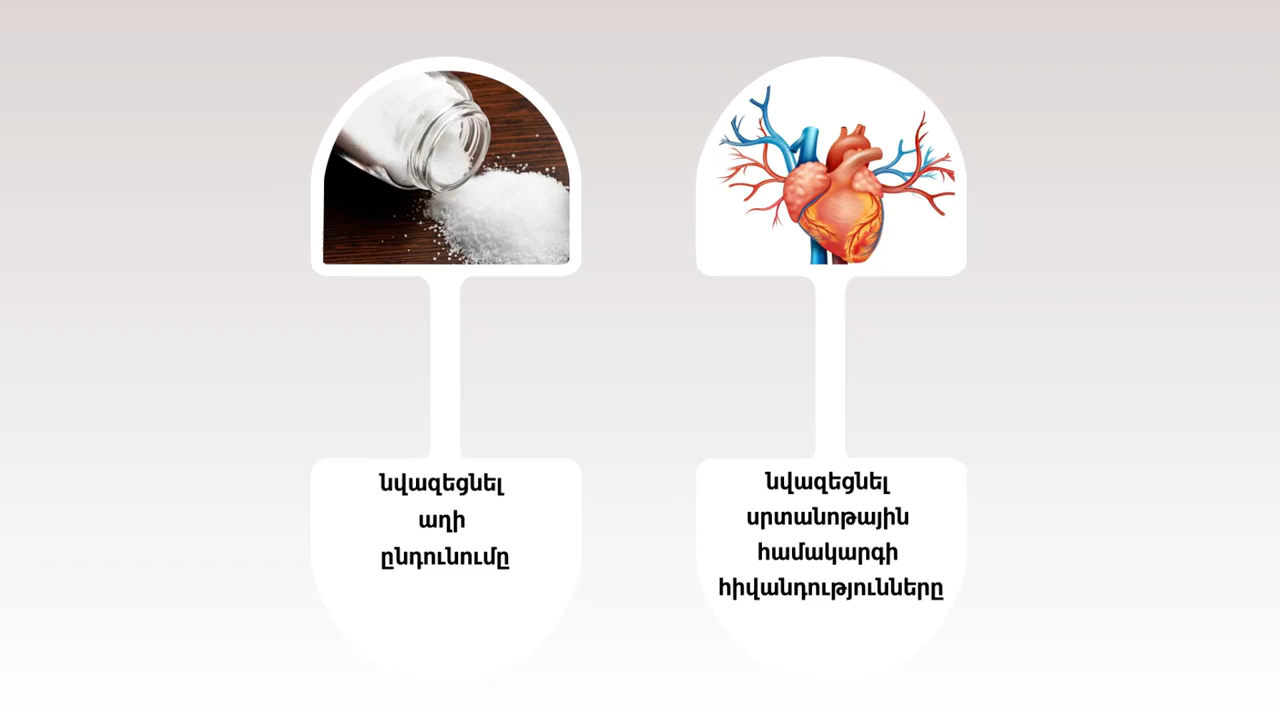 նվազեցնել
աղի
ընդունումը
նվազեցնել
սրտանոթային
համակարգի
հիվանդությունները